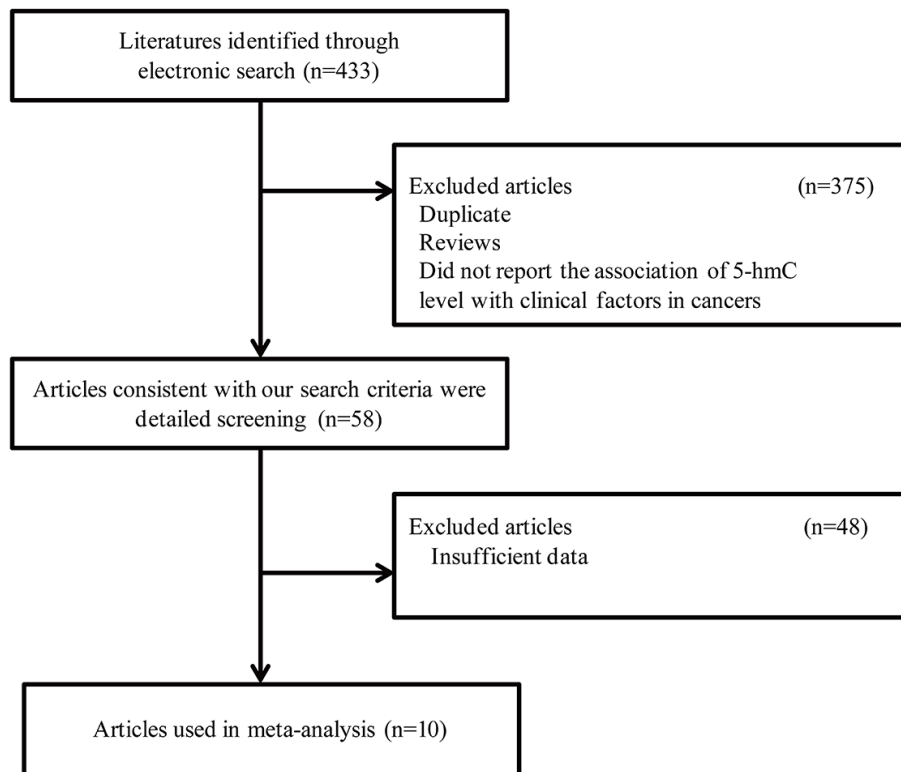 Literatures identified through
electronic search (n=433)
Excluded articles (n=375)
Duplicate
Reviews
Did not report the association of 5-hmC
level with clinical factors in cancers
Articles consistent with our search criteria were
detailed screening (n=58)
Excluded articles (n=48)
Insufficient data
Articles used in meta-analysis (n=10)